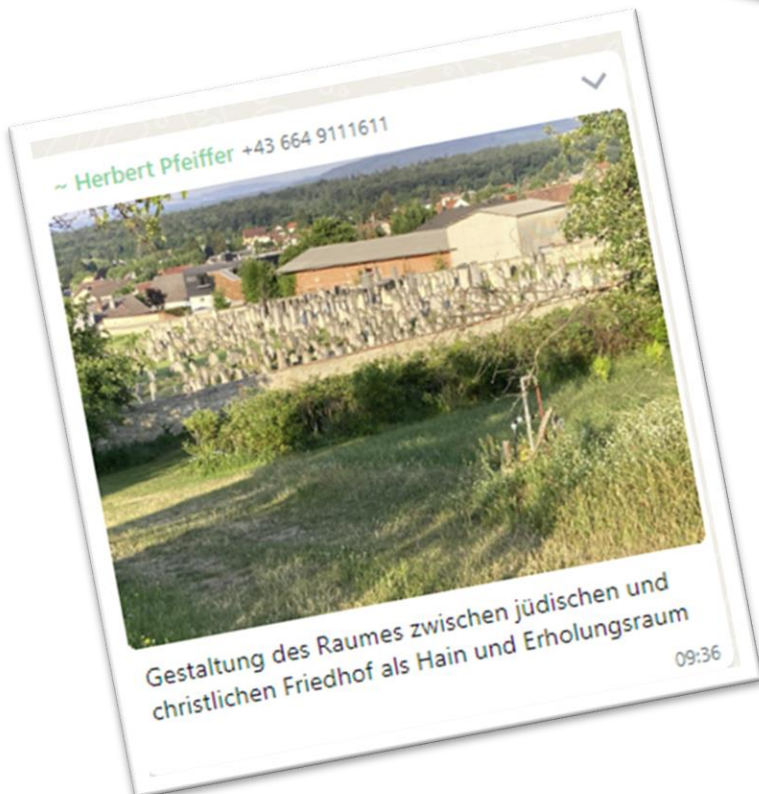 ~ Herbert Pfeiffer +43 664 9111611
Gestaltung des Raumes zwischen jüdischen und
christlichen Friedhof als Hain und Erholungsraum
09:36